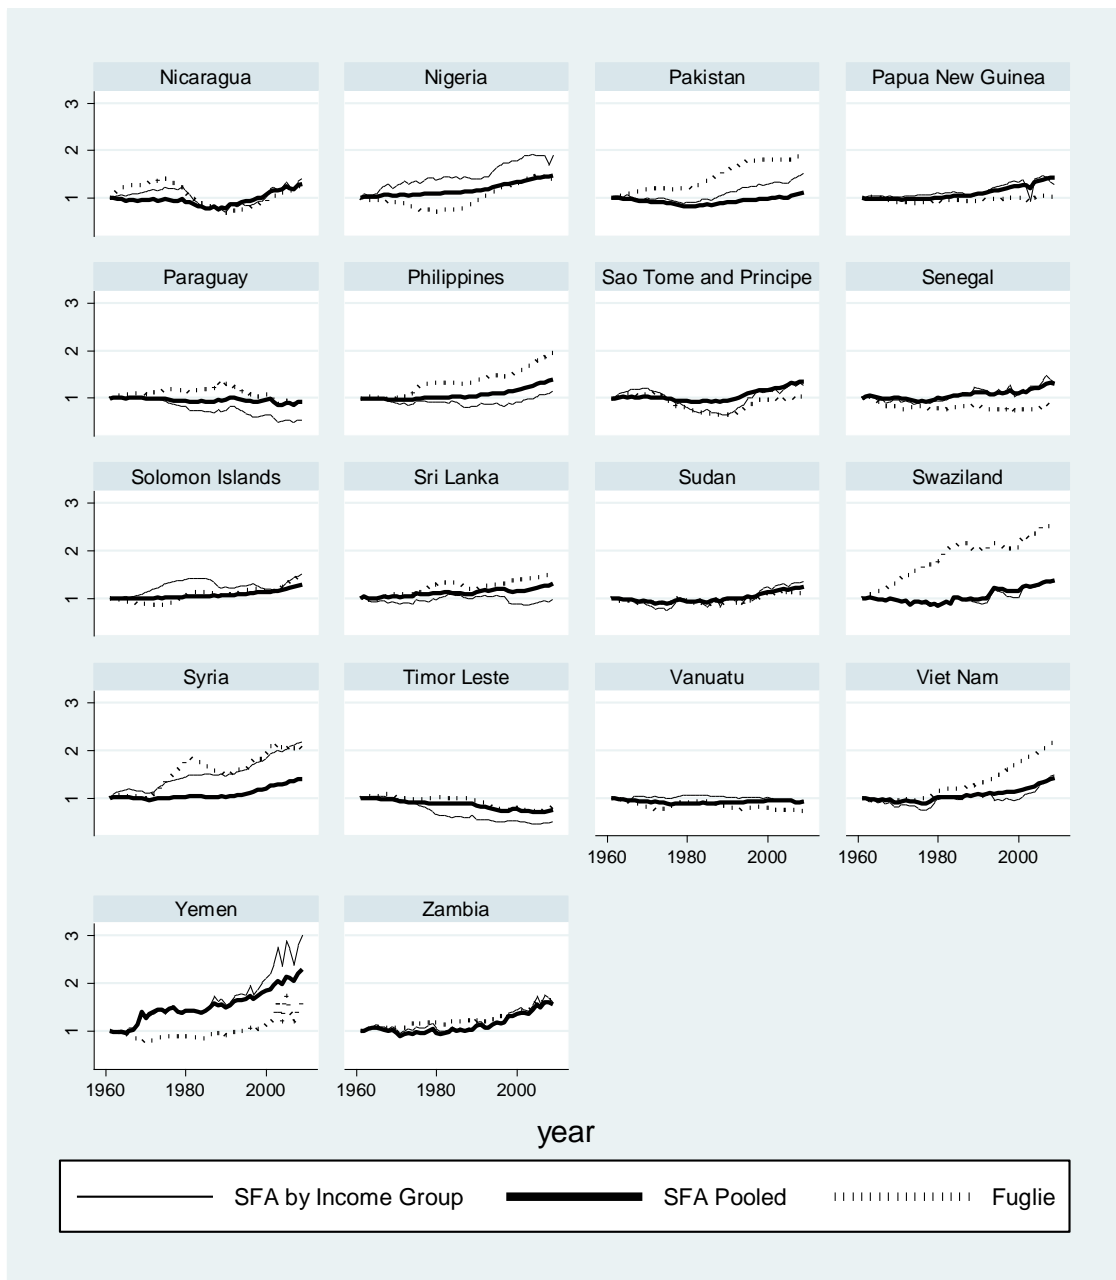 Nicaragua Nigeria Pakistan Papua New Guinea
3
2
1
Paraguay Philippines Sao Tome and Principe Senegal
3
2
1
Solomon Islands Sri Lanka Sudan Swaziland
3
2
1
Syria Timor Leste Vanuatu Viet Nam
3
2
1
1960 1980 2000 1960 1980 2000
Yemen Zambia
3
2
1
1960 1980 2000 1960 1980 2000
year
SFA by Income Group SFA Pooled Fuglie